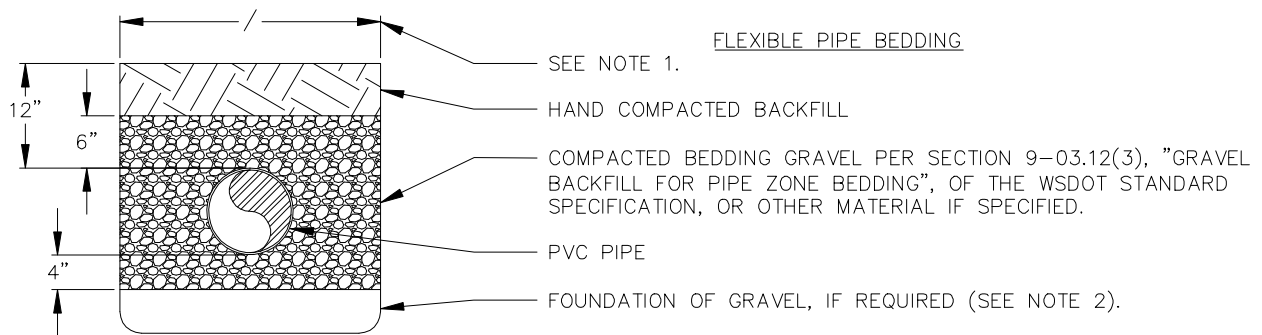 FLEXIBLE PIPE BEDDING
SEE NOTE 1.
12”
HAND COMPACTED BACKFILL
6”
COMPACTED BEDDING GRAVEL PER SECTION 9–03.12(3), ”GRAVEL
BACKFILL FOR PIPE ZONE BEDDING”, OF THE WSDOT STANDARD
SPECIFICATION, OR OTHER MATERIAL IF SPECIFIED.
PVC PIPE
4”
FOUNDATION OF GRAVEL, IF REQUIRED (SEE NOTE 2).